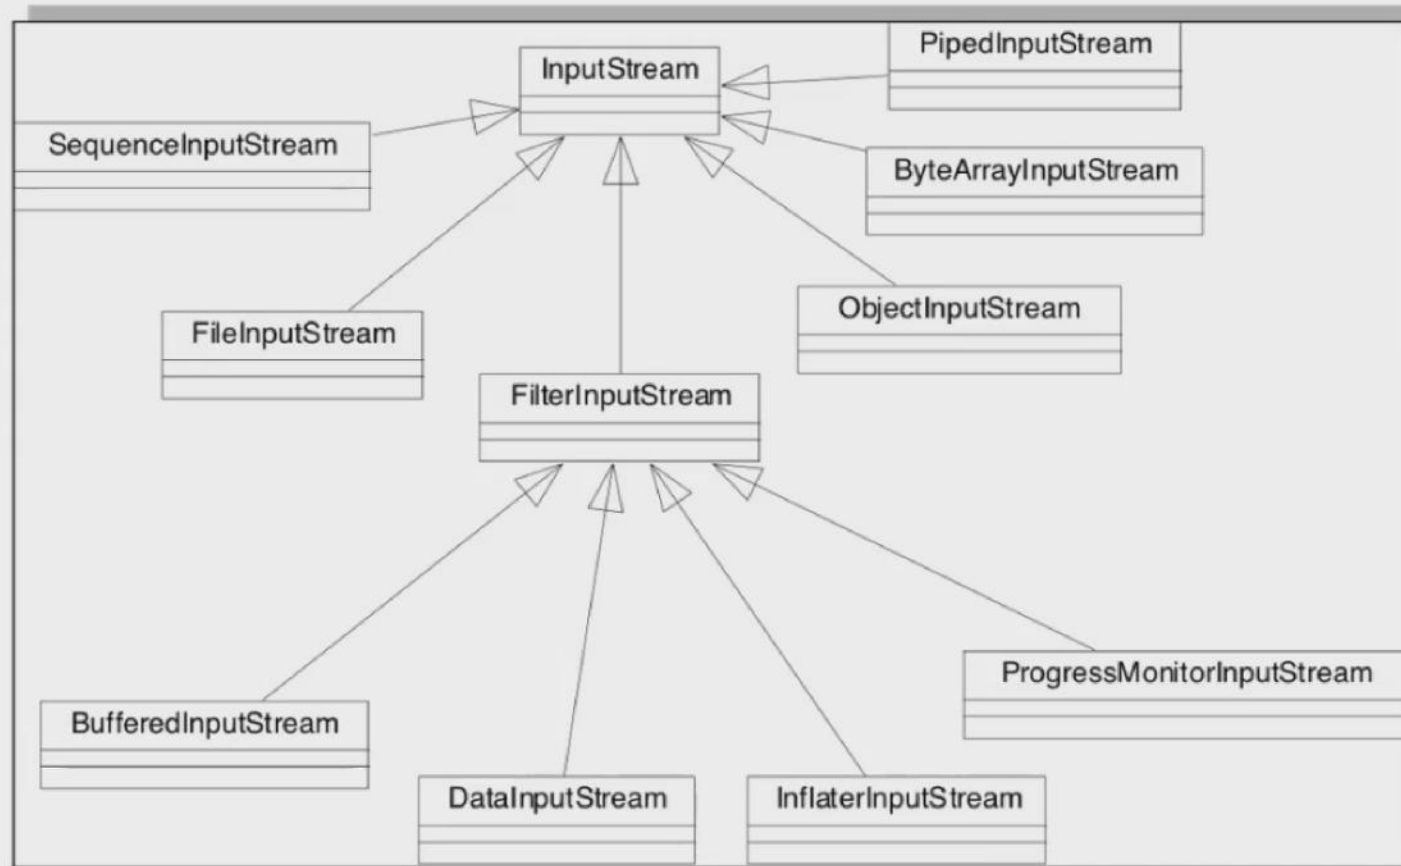 PipedInputStream
InputStream
SequenceInputStream
ByteArrayInputStream
ObjectInputStream
FileInputStream
FilterInputStream
ProgressMonitorInputStream
BufferedInputStream
DataInputStream
InflaterInputStream